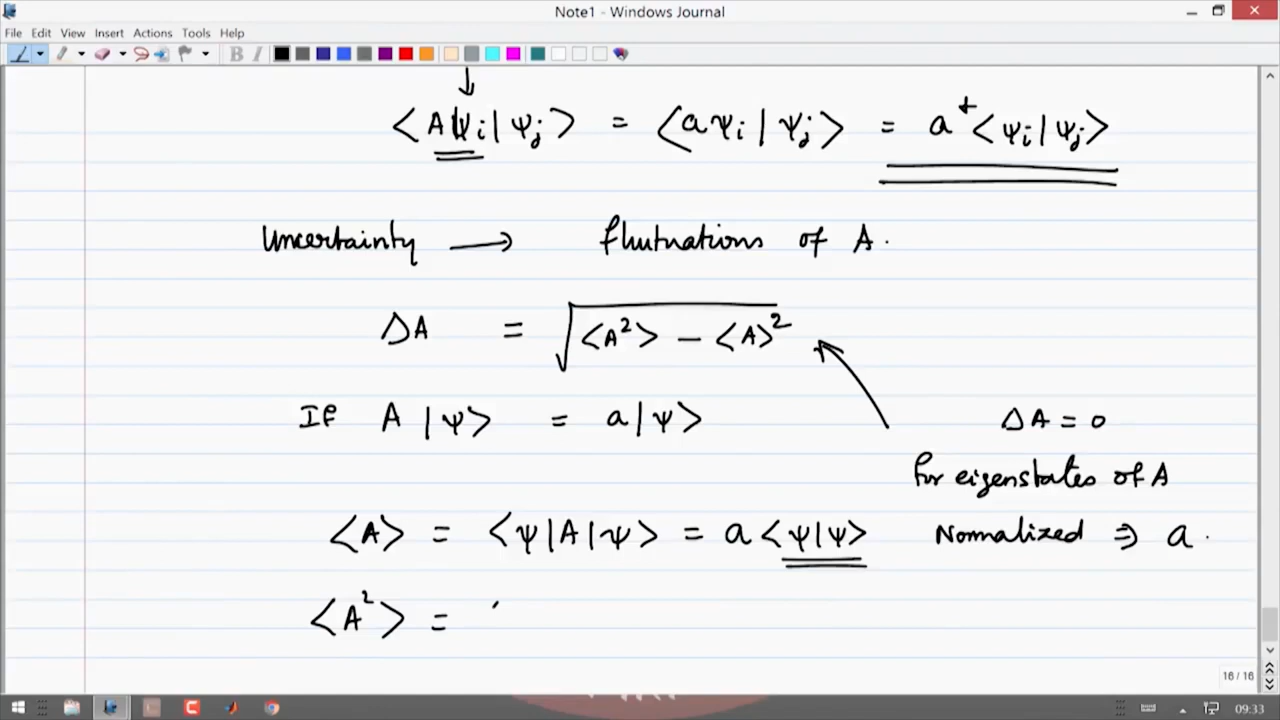 Note1 - Windows Journal
File Edit View Insert Actions Tools Help
B I
↓
⟨Aψi|ψj⟩ = ⟨aψi|ψj⟩ = a⁺⟨ψi|ψj⟩
Uncertainty → flutnations of A.
ΔA = √⟨A²⟩ − ⟨A⟩²
If A|ψ⟩ = a|ψ⟩ ΔA = 0
for eigenstates of A
⟨A⟩ = ⟨ψ|A|ψ⟩ = a⟨ψ|ψ⟩ Normalized ⇒ a.
⟨A²⟩ =
16 / 16
09:33